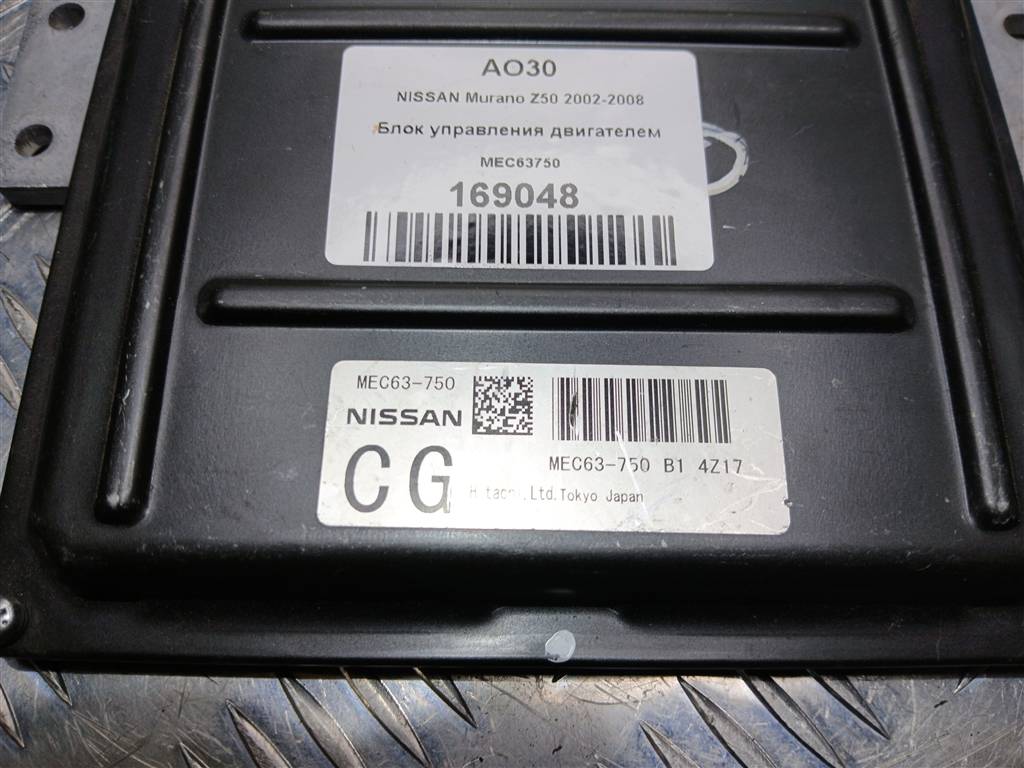 AO30
NISSAN Murano Z50 2002-2008
Блок управления двигателем
MEC63750
169048
MEC63-750
NISSAN
MEC63-750 B1 4Z17
CG
Ltd.Tokyo Japan